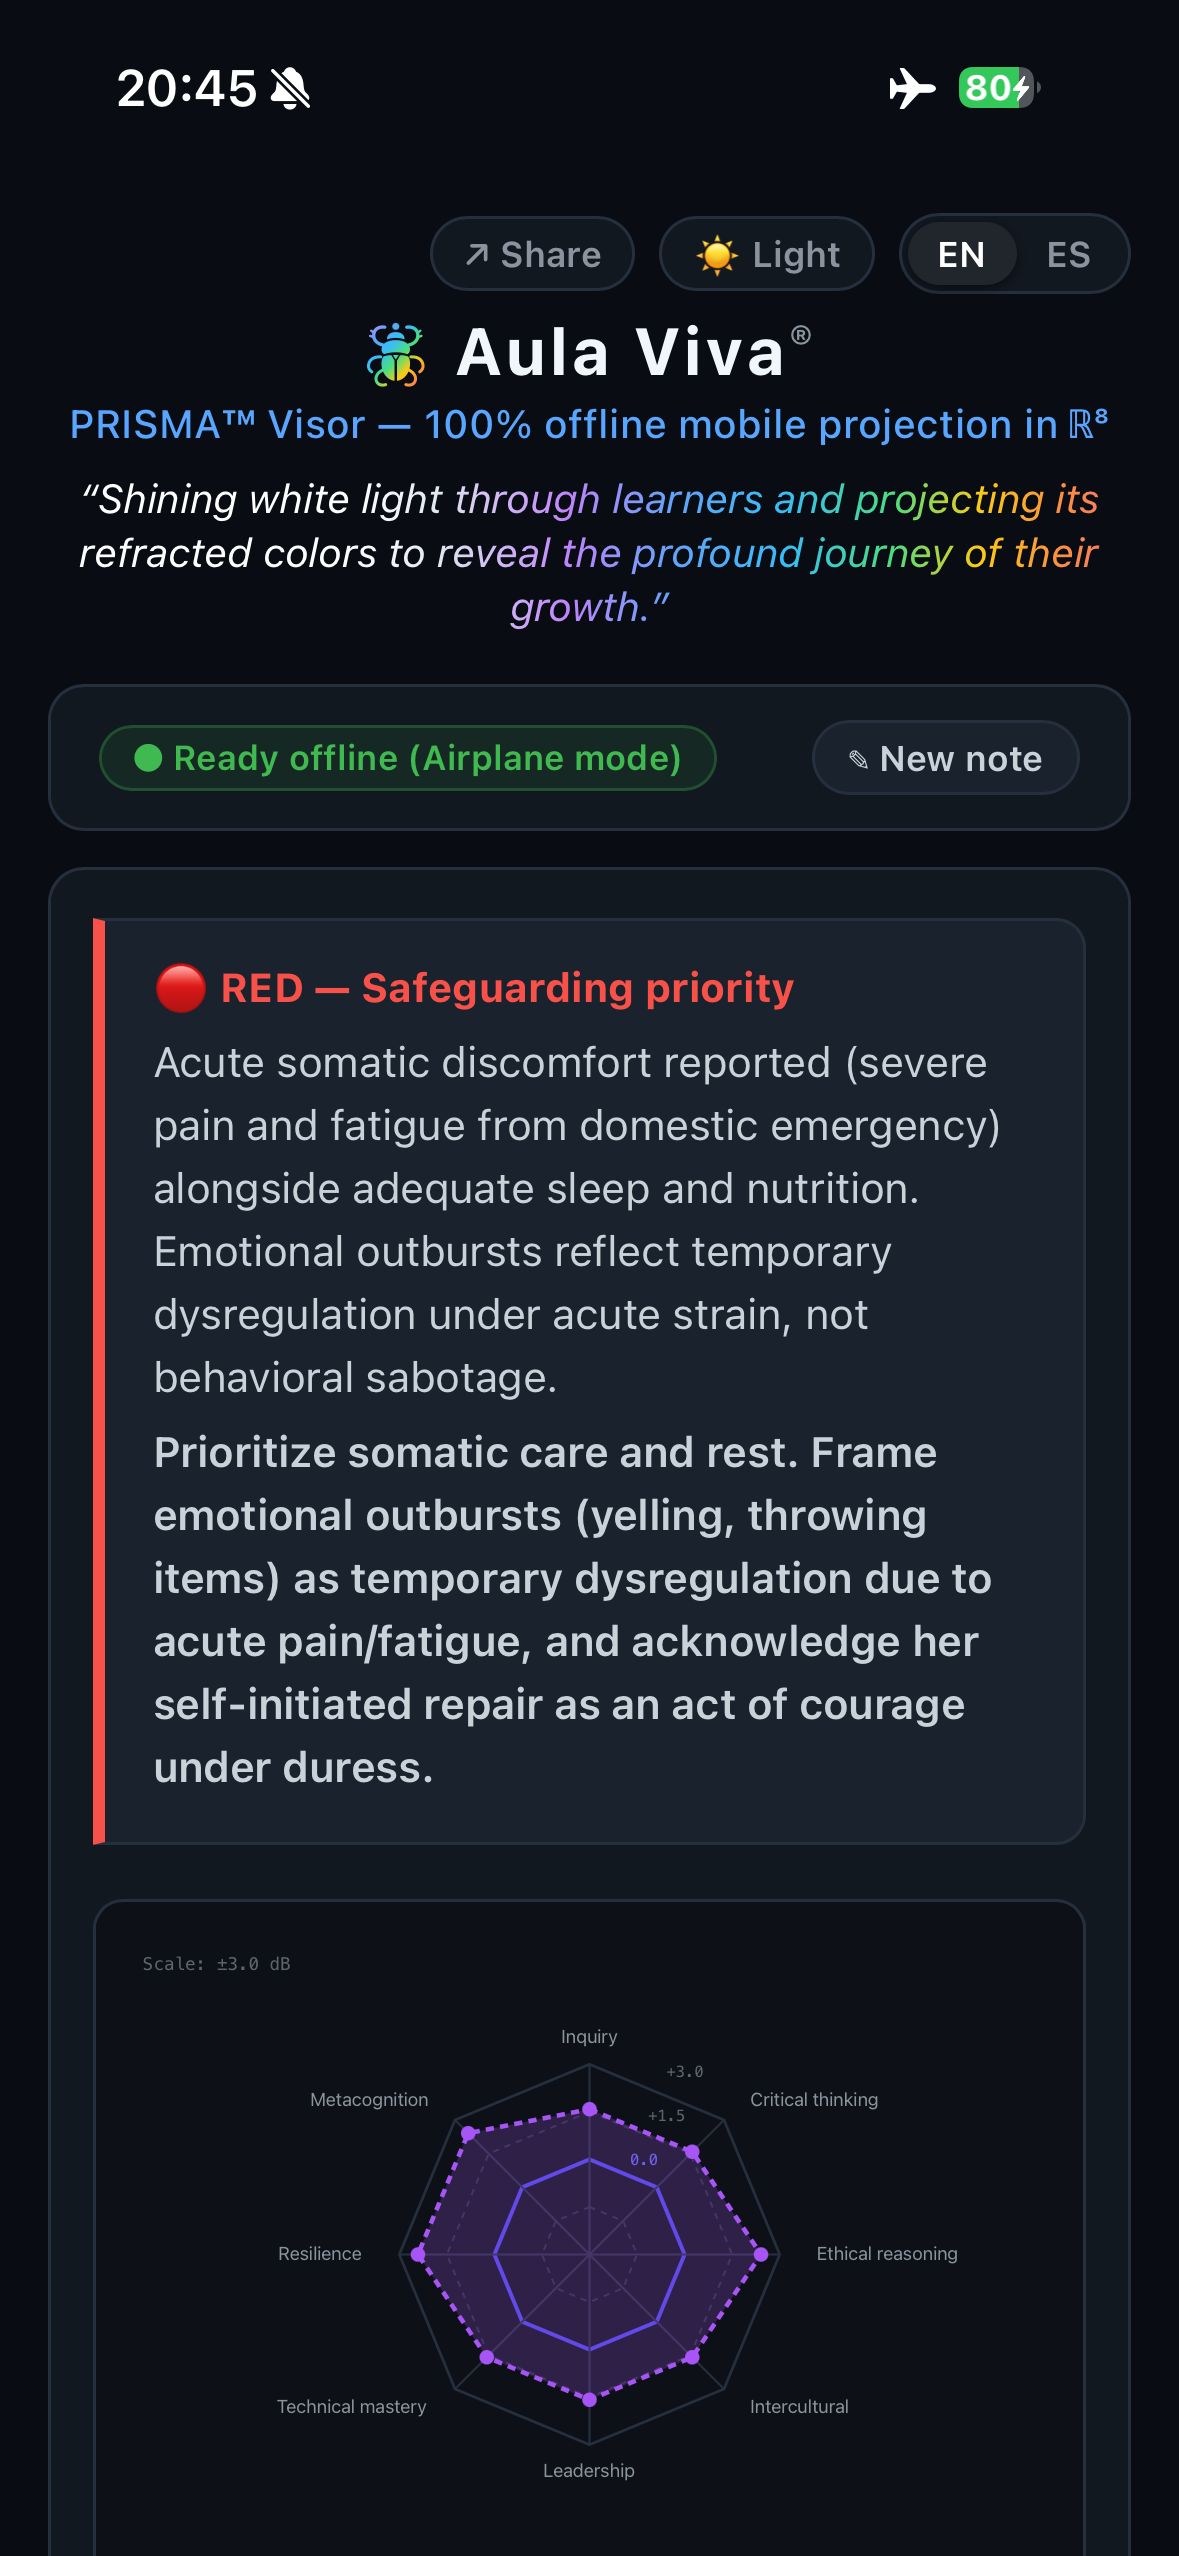 20:45
80
↗ Share
☀️ Light
EN ES
Aula Viva®
PRISMA™ Visor — 100% offline mobile projection in ℝ⁸
“Shining white light through learners and projecting its
refracted colors to reveal the profound journey of their
growth.”
Ready offline (Airplane mode)
✎ New note
RED — Safeguarding priority
Acute somatic discomfort reported (severe
pain and fatigue from domestic emergency)
alongside adequate sleep and nutrition.
Emotional outbursts reflect temporary
dysregulation under acute strain, not
behavioral sabotage.
Prioritize somatic care and rest. Frame
emotional outbursts (yelling, throwing
items) as temporary dysregulation due to
acute pain/fatigue, and acknowledge her
self-initiated repair as an act of courage
under duress.
Scale: ±3.0 dB
Inquiry
+3.0
Metacognition
Critical thinking
+1.5
0.0
Resilience
Ethical reasoning
Technical mastery
Intercultural
Leadership